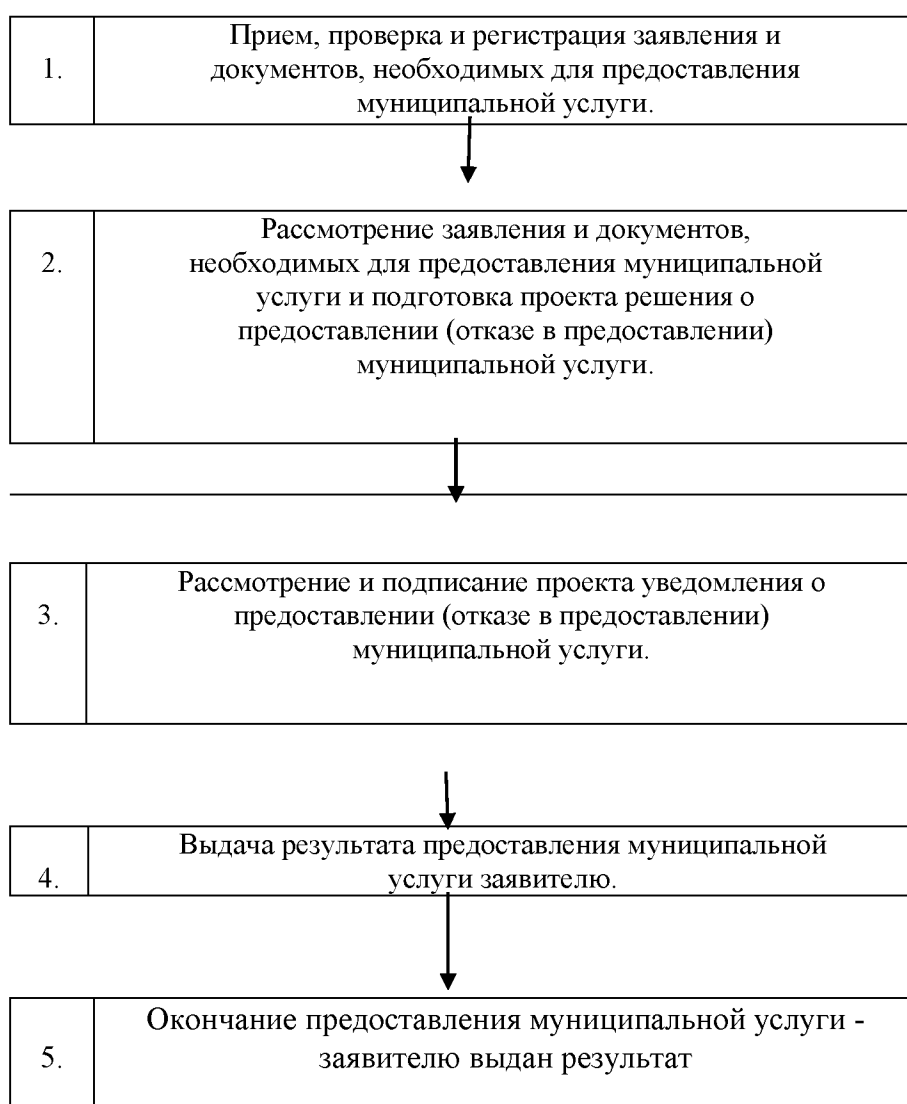 Прием, проверка и регистрация заявления и
1. документов, необходимых для предоставления
муниципальной услуги.
Рассмотрение заявления и документов,
2. необходимых для предоставления муниципальной
услуги и подготовка проекта решения о
предоставлении (отказе в предоставлении)
муниципальной услуги.
Рассмотрение и подписание проекта уведомления о
3. предоставлении (отказе в предоставлении)
муниципальной услуги.
Выдача результата предоставления муниципальной
4. услуги заявителю.
Окончание предоставления муниципальной услуги -
5. заявителю выдан результат